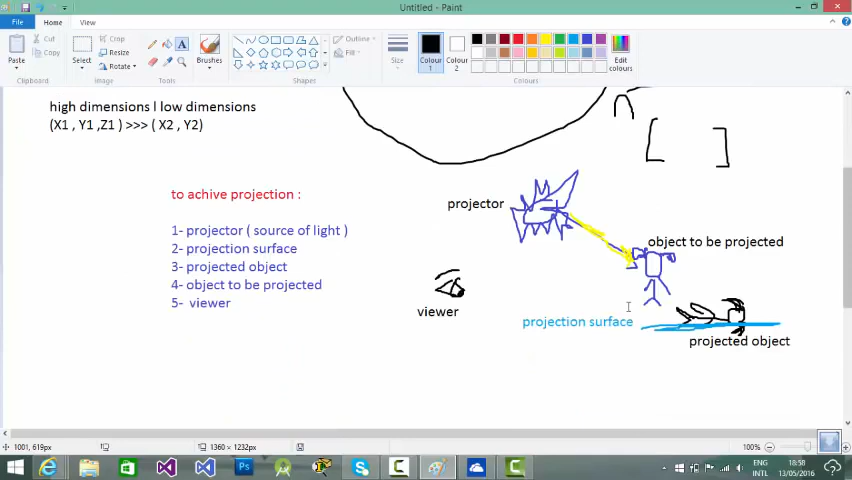 Untitled - Paint
File
Home
View
Paste
Cut
Copy
Clipboard
Select
Crop
Resize
Rotate
Image
Tools
Brushes
Shapes
Outline
Fill
Size
Colour 1
Colour 2
Edit colours
Colours
high dimensions l low dimensions
(X1 , Y1 ,Z1 ) >>> ( X2 , Y2)
to achive projection :
1- projector ( source of light )
2- projection surface
3- projected object
4- object to be projected
5- viewer
projector
object to be projected
viewer
projection surface
projected object
1001, 619px
1360 × 1232px
100%
ENG
INTL
18:58
13/05/2016